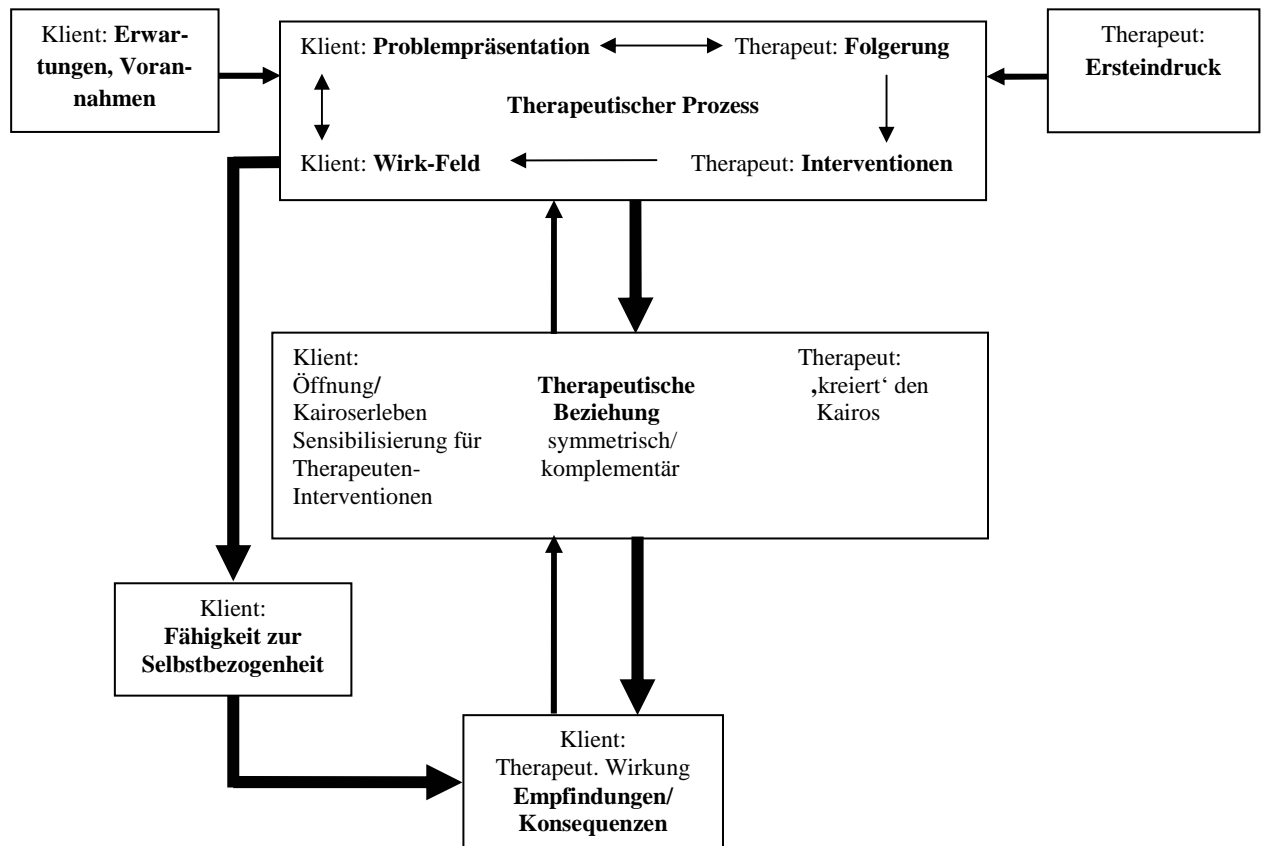 Klient: Erwar-
tungen, Voran-
nahmen
Klient: Problempräsentation
Therapeut: Folgerung
Therapeutischer Prozess
Klient: Wirk-Feld
Therapeut: Interventionen
Therapeut:
Ersteindruck
Klient:
Öffnung/
Kairoserleben
Sensibilisierung für
Therapeuten-
Interventionen
Therapeutische
Beziehung
symmetrisch/
komplementär
Therapeut:
‚kreiert‘ den
Kairos
Klient:
Fähigkeit zur
Selbstbezogenheit
Klient:
Therapeut. Wirkung
Empfindungen/
Konsequenzen